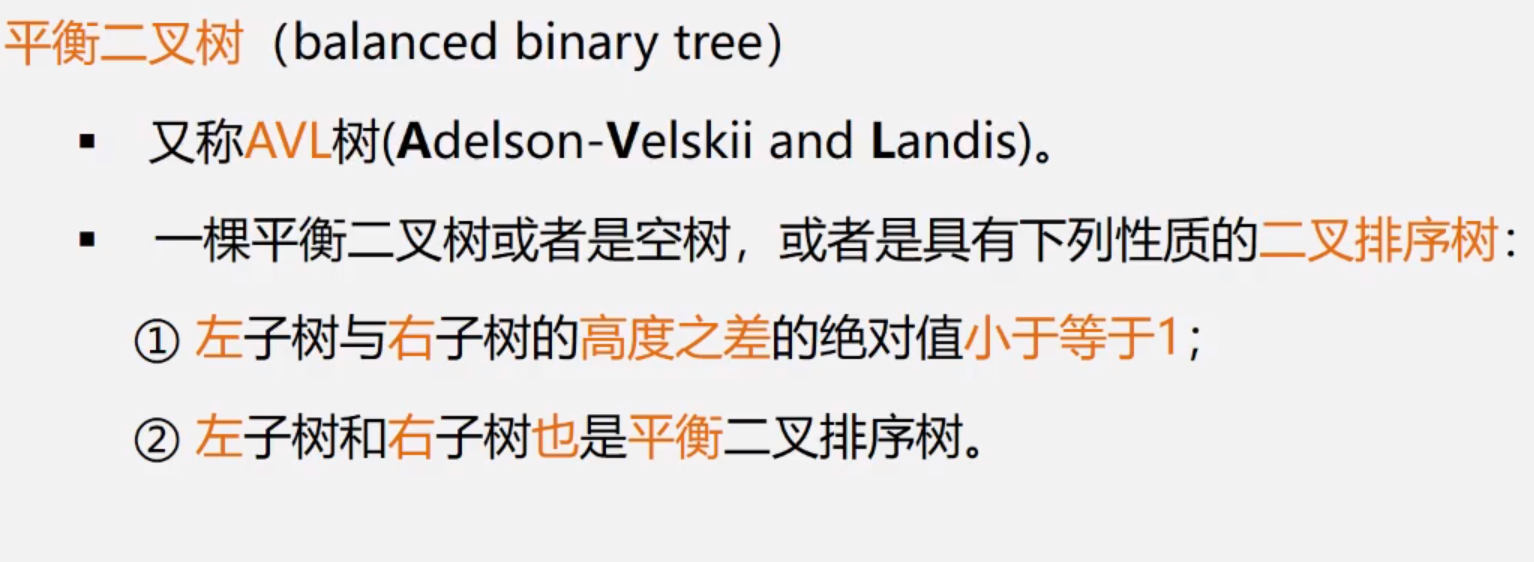 平衡二叉树（balanced binary tree）
▪ 又称AVL树(Adelson-Velskii and Landis)。
▪ 一棵平衡二叉树或者是空树，或者是具有下列性质的二叉排序树：
① 左子树与右子树的高度之差的绝对值小于等于1；
② 左子树和右子树也是平衡二叉排序树。